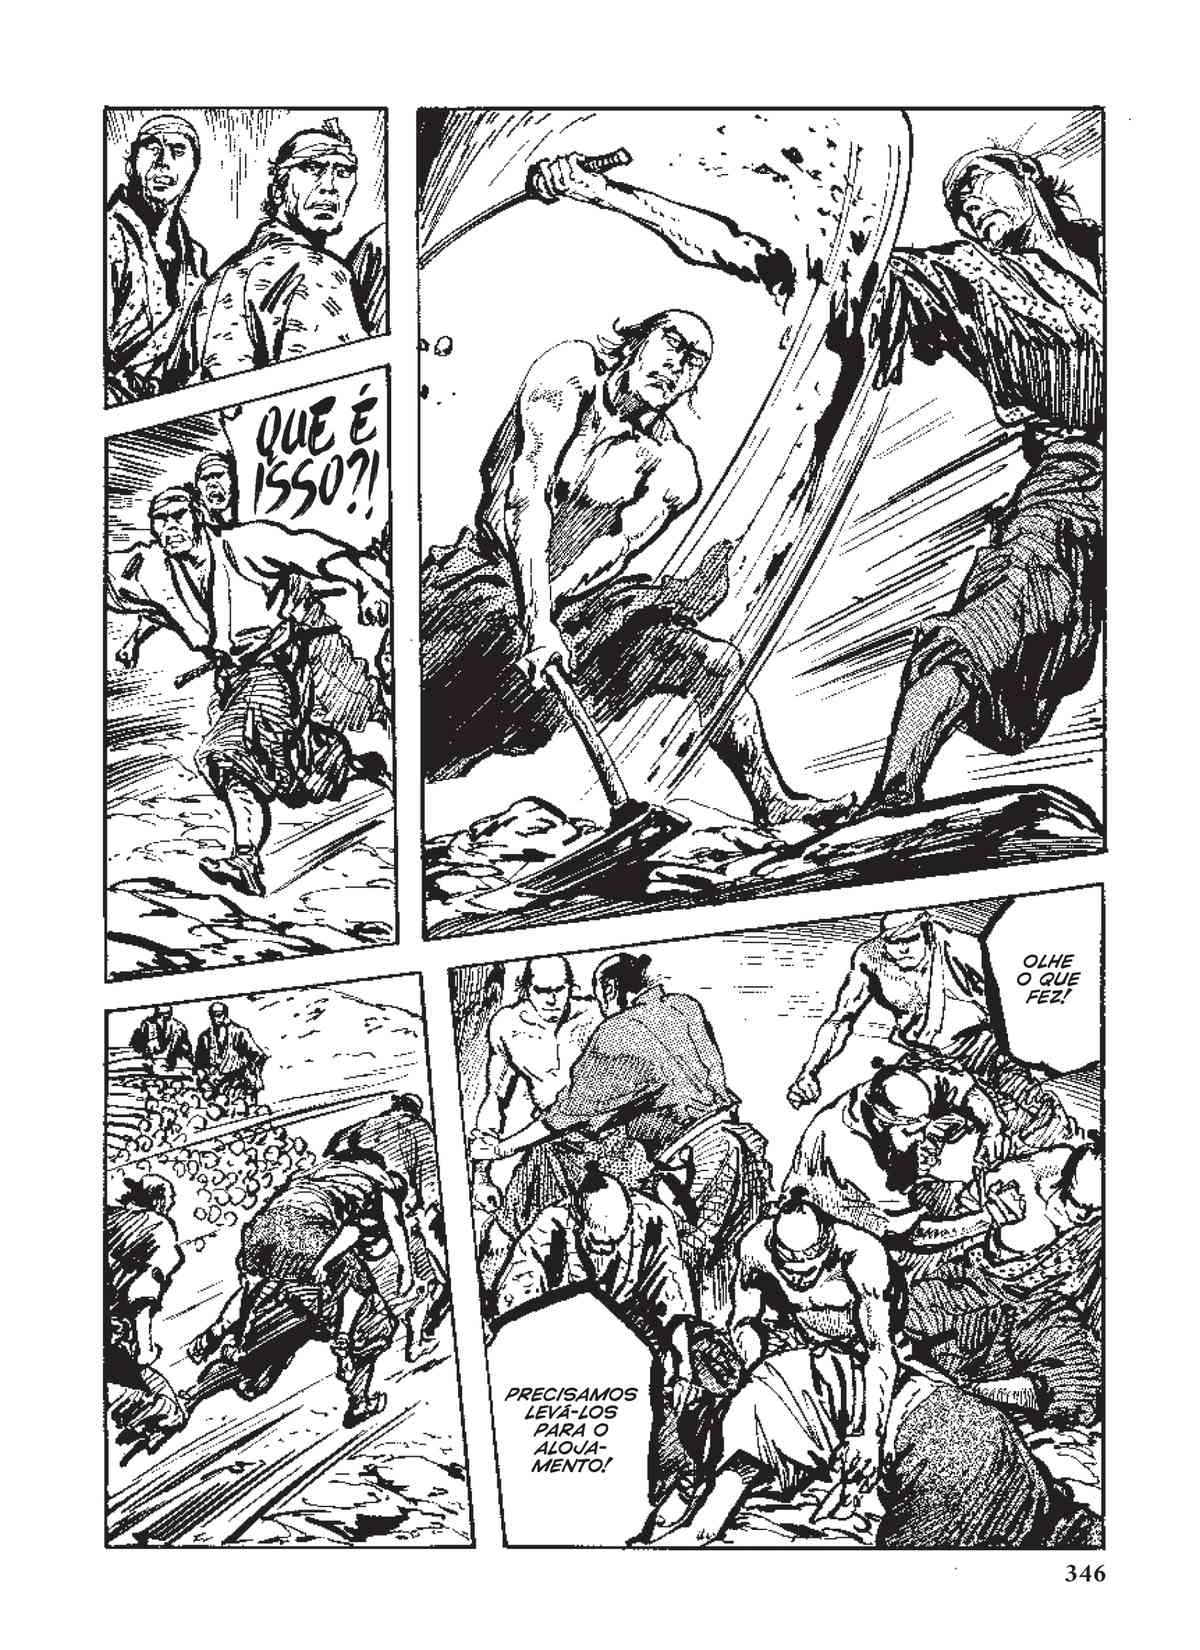 QUE É
ISSO?!
OLHE
O QUE
FEZ!
PRECISAMOS
LEVÁ-LOS
PARA O
ALOJA-
MENTO!
346